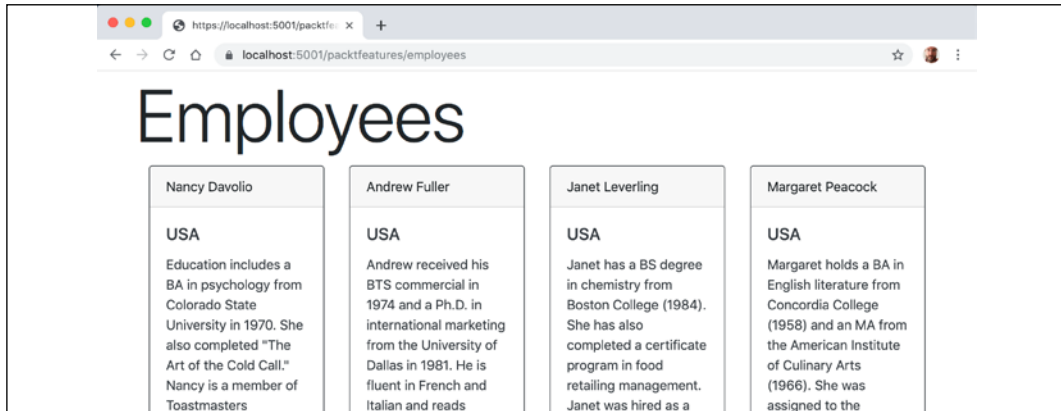 https://localhost:5001/packtfea
localhost:5001/packtfeatures/employees
Employees
Nancy Davolio
USA
Education includes a
BA in psychology from
Colorado State
University in 1970. She
also completed "The
Art of the Cold Call."
Nancy is a member of
Toastmasters
Andrew Fuller
USA
Andrew received his
BTS commercial in
1974 and a Ph.D. in
international marketing
from the University of
Dallas in 1981. He is
fluent in French and
Italian and reads
Janet Leverling
USA
Janet has a BS degree
in chemistry from
Boston College (1984).
She has also
completed a certificate
program in food
retailing management.
Janet was hired as a
Margaret Peacock
USA
Margaret holds a BA in
English literature from
Concordia College
(1958) and an MA from
the American Institute
of Culinary Arts
(1966). She was
assigned to the